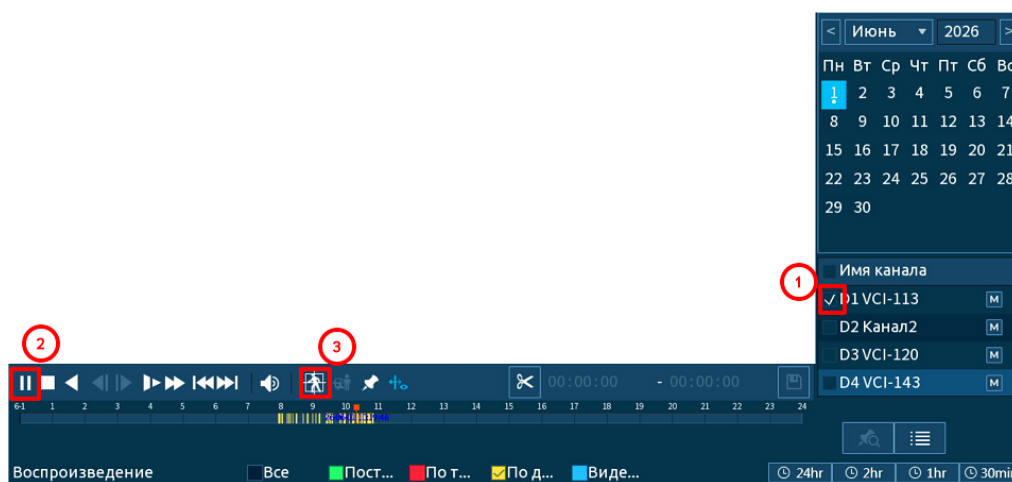 < Июнь 2026 >
Пн Вт Ср Чт Пт Сб Вс
1 2 3 4 5 6 7
8 9 10 11 12 13 14
15 16 17 18 19 20 21
22 23 24 25 26 27 28
29 30
Имя канала
1
D1 VCI-113 M
D2 Канал2 M
D3 VCI-120 M
D4 VCI-143 M
2
3
00:00:00 - 00:00:00
6-1 1 2 3 4 5 6 7 8 9 10 11 12 13 14 15 16 17 18 19 20 21 22 23 24
Воспроизведение Все Пост... По т... По д... Виде...
24hr 2hr 1hr 30min